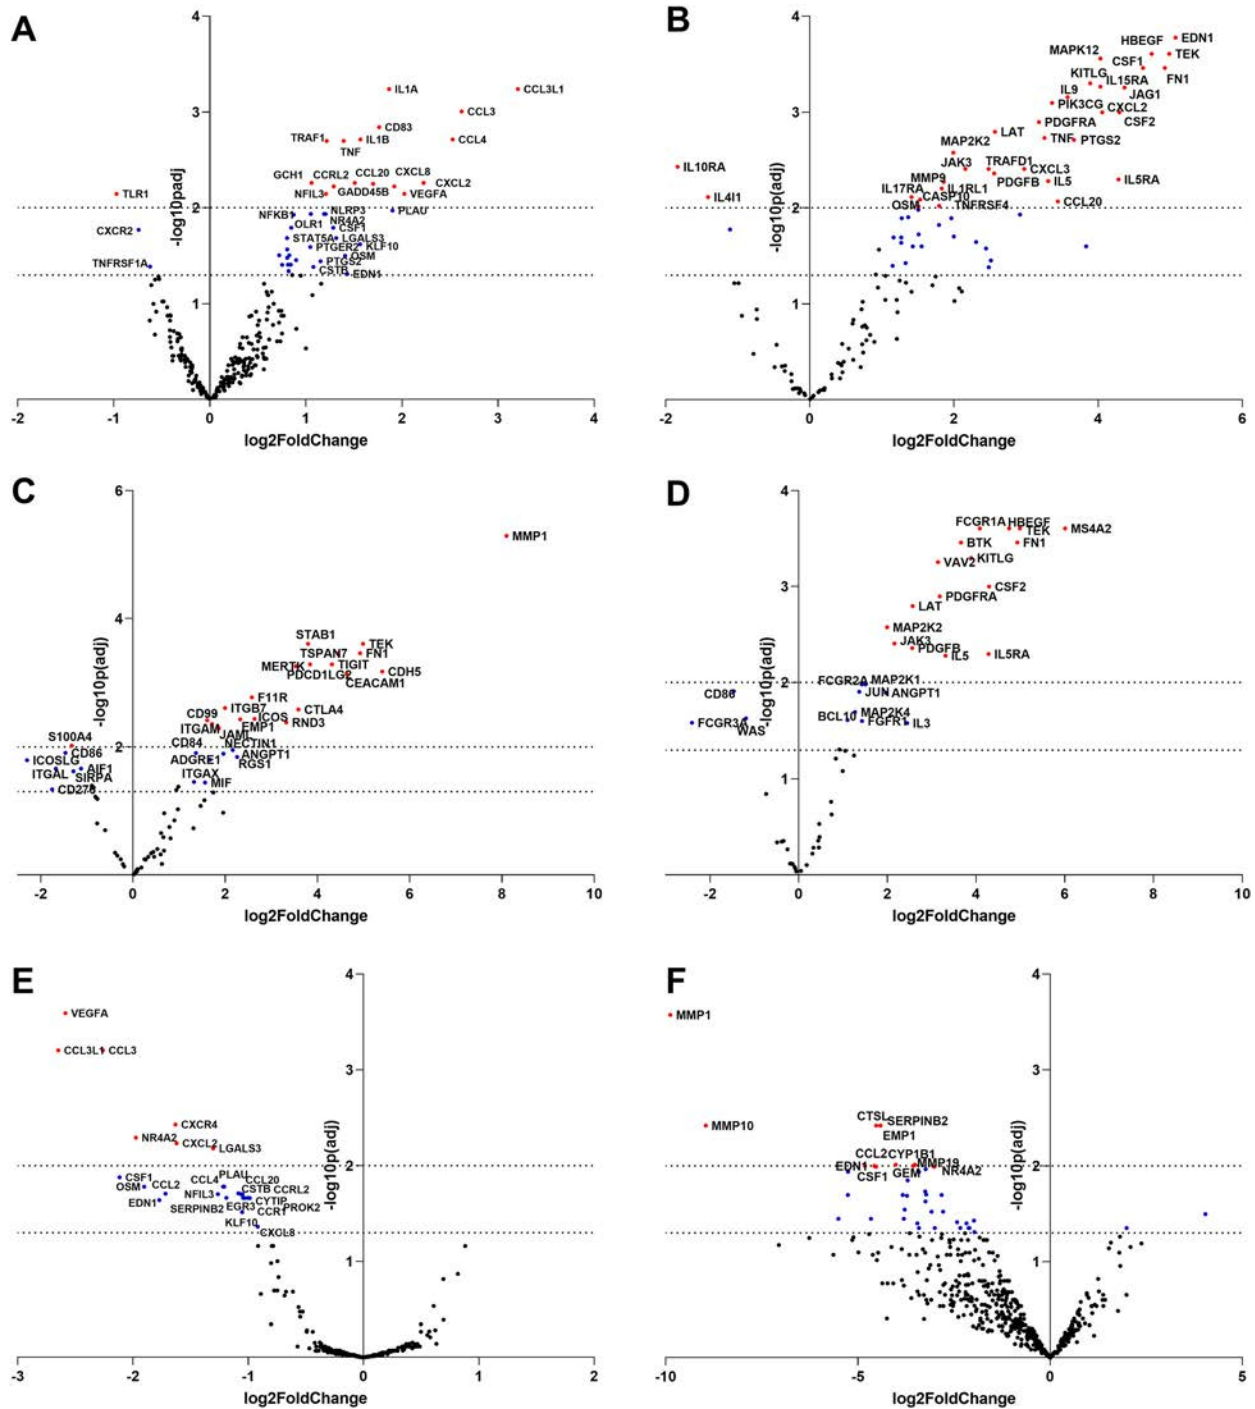 A
4
3
2
1
-log10padj
IL1A
CCL3L1
CCL3
CD83
TRAF1
IL1B
TNF
CCL4
GCH1
CCRL2
CCL20
CXCL8
CXCL2
TLR1
NFIL3
GADD45B
VEGFA
NFKB1
NLRP3
PLAU
NR4A2
CXCR2
OLR1
CSF1
STAT5A
LGALS3
PTGER2
KLF10
OSM
TNFRSF1A
PTGS2
CSTB
EDN1
-2
0
2
3
4
log2FoldChange
B
4
3
2
1
-log10p(adj)
HBEGF
EDN1
MAPK12
TEK
CSF1
KITLG
FN1
IL15RA
IL9
JAG1
PIK3CG
CXCL2
PDGFRA
CSF2
LAT
TNF
PTGS2
MAP2K2
IL10RA
JAK3
TRAFD1
CXCL3
MMP9
PDGFB
IL5
IL5RA
IL17RA
IL1RL1
IL4I1
CASP10
OSM
TNFRSF4
CCL20
-2
0
2
4
6
log2FoldChange
C
6
4
2
-log10p(adj)
MMP1
STAB1
TEK
TSPAN7
FN1
MERTK
TIGIT
PDCD1LG2
CDH5
CEACAM1
F11R
ITGB7
CTLA4
CD99
ICOS
RND3
ITGAM
EMP1
S100A4
JAML
CD84
NECTIN1
CD86
ANGPT1
ICOSLG
ADGRE1
RGS1
AIF1
ITGAL
SIRPA
ITGAX
MIF
CD276
-2
0
2
4
6
8
10
log2FoldChange
D
4
3
2
1
-log10p(adj)
FCGR1A
HBEGF
TEK
MS4A2
BTK
FN1
VAV2
KITLG
CSF2
PDGFRA
LAT
MAP2K2
JAK3
PDGFB
IL5
IL5RA
FCGR2A
MAP2K1
CD86
JUN
ANGPT1
FCGR3A
WAS
BCL10
MAP2K4
FGFR1
IL3
-2
0
2
4
6
8
10
log2FoldChange
E
4
3
2
1
-log10p(adj)
VEGFA
CCL3L1
CCL3
CXCR4
NR4A2
CXCL2
LGALS3
CSF1
PLAU
OSM
CCL2
CCL4
CCL20
CSTB
CCRL2
EDN1
NFIL3
CYTIP
SERPINB2
EGR3
PROK2
CCR1
KLF10
CXCL8
-3
-2
-1
0
1
2
log2FoldChange
F
4
3
2
1
-log10p(adj)
MMP1
MMP10
CTSL
SERPINB2
EMP1
CCL2
CYP1B1
EDN1
MMP19
CSF1
GEM
NR4A2
-10
-5
0
5
log2FoldChange